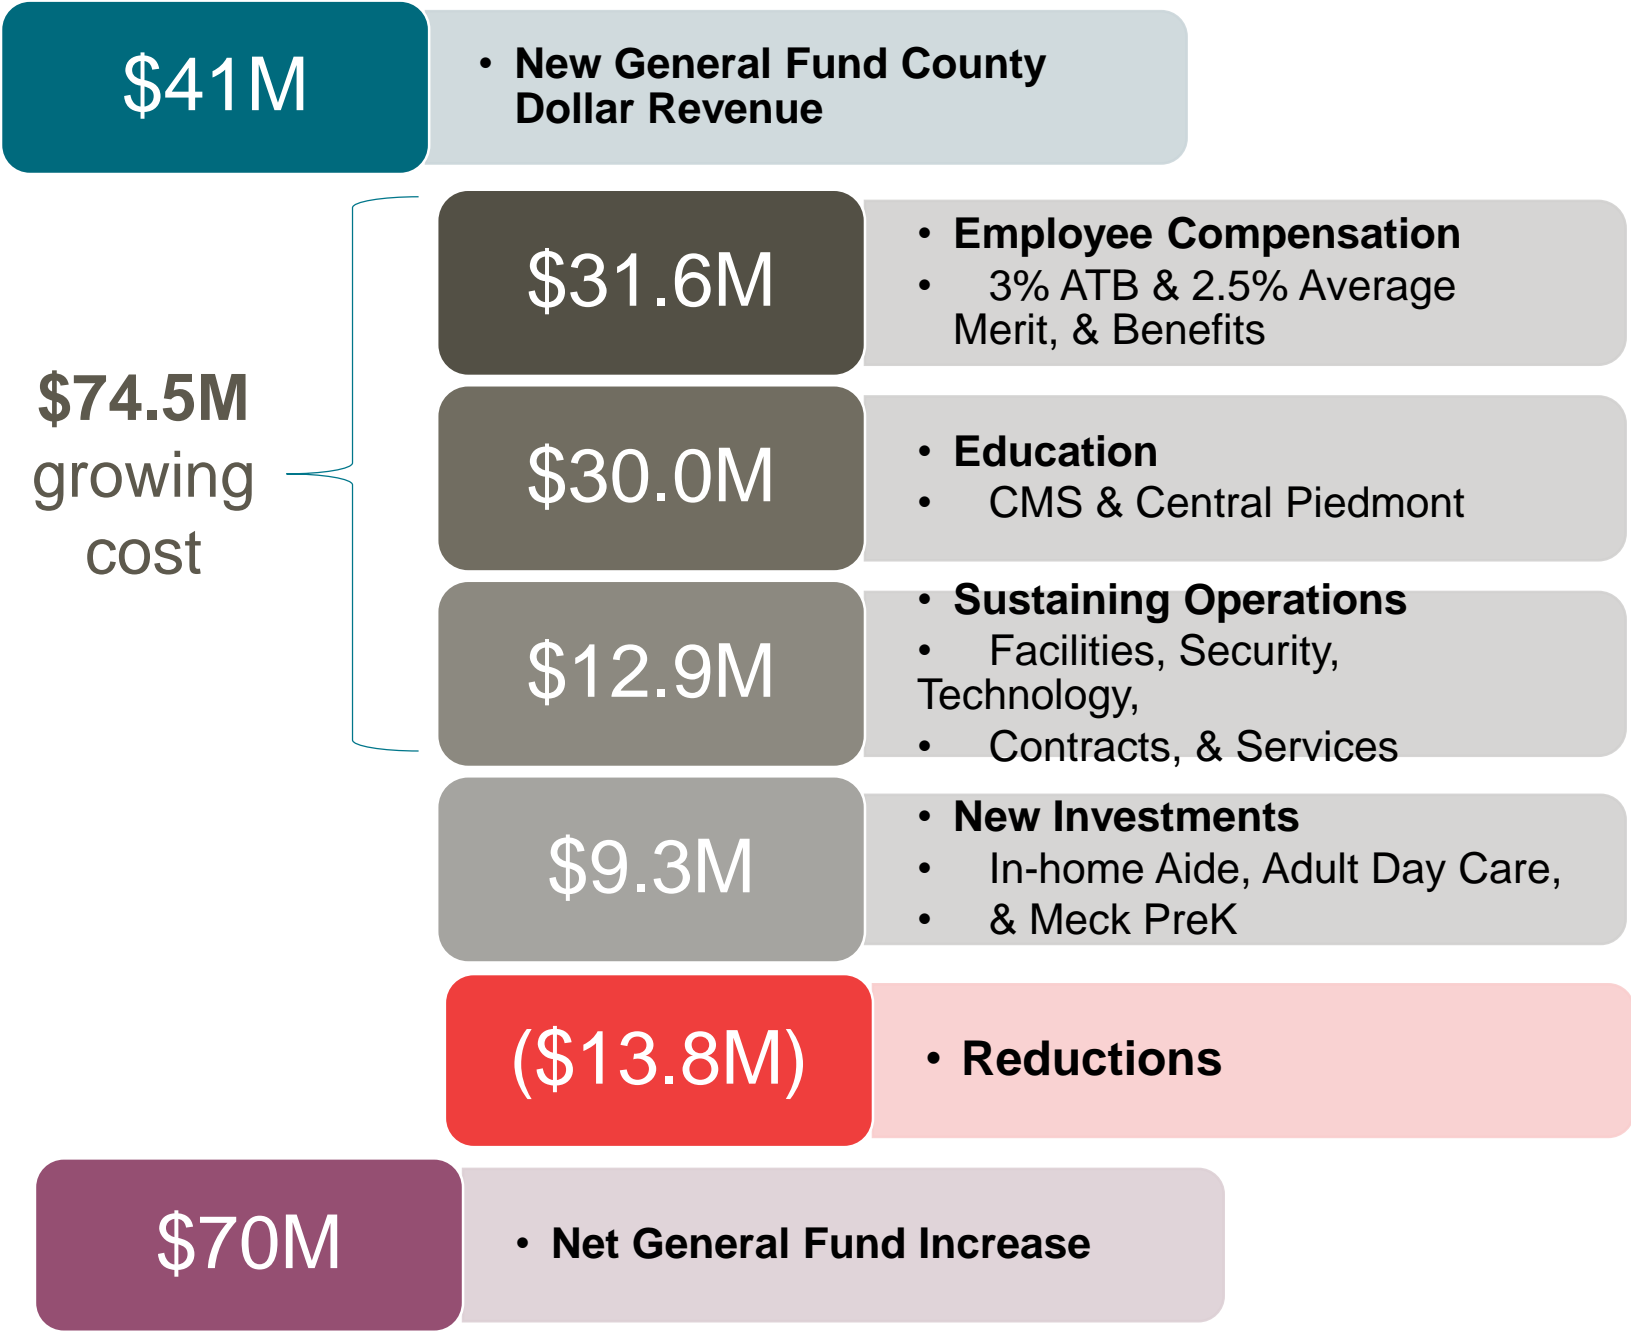 $41M
• New General Fund County
Dollar Revenue
$74.5M
growing
cost
$31.6M
• Employee Compensation
• 3% ATB & 2.5% Average
Merit, & Benefits
$30.0M
• Education
• CMS & Central Piedmont
$12.9M
• Sustaining Operations
• Facilities, Security,
Technology,
• Contracts, & Services
$9.3M
• New Investments
• In-home Aide, Adult Day Care,
• & Meck PreK
($13.8M)
• Reductions
$70M
• Net General Fund Increase